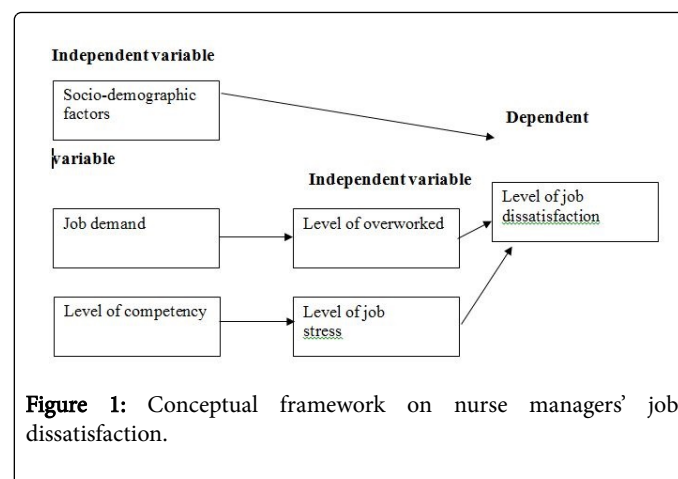 Independent variable
Socio-demographic
factors
Dependent
variable
Independent variable
Level of job
dissatisfaction
Job demand
Level of overworked
Level of competency
Level of job
stress
Figure 1: Conceptual framework on nurse managers’ job
dissatisfaction.